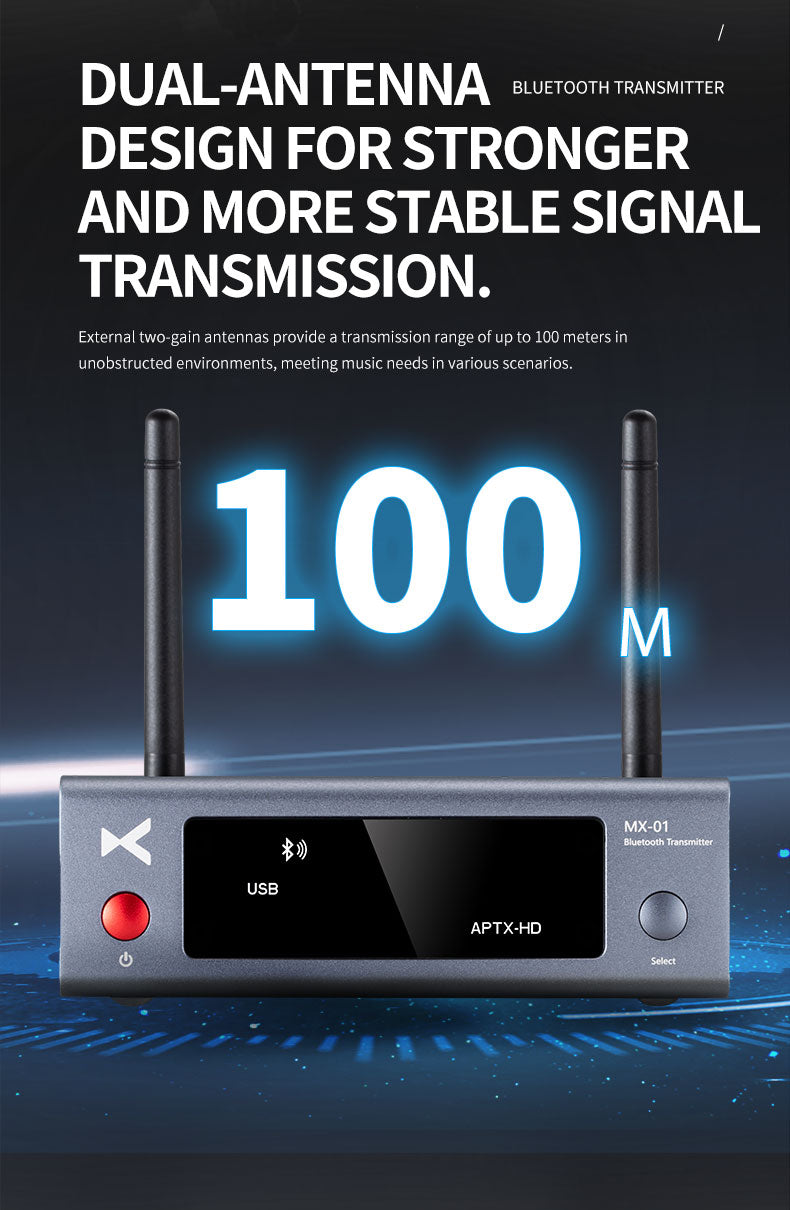 /
DUAL-ANTENNA
BLUETOOTH TRANSMITTER
DESIGN FOR STRONGER
AND MORE STABLE SIGNAL
TRANSMISSION.
External two-gain antennas provide a transmission range of up to 100 meters in
unobstructed environments, meeting music needs in various scenarios.
100
M
MX-01
Bluetooth Transmitter
USB
APTX-HD
Select